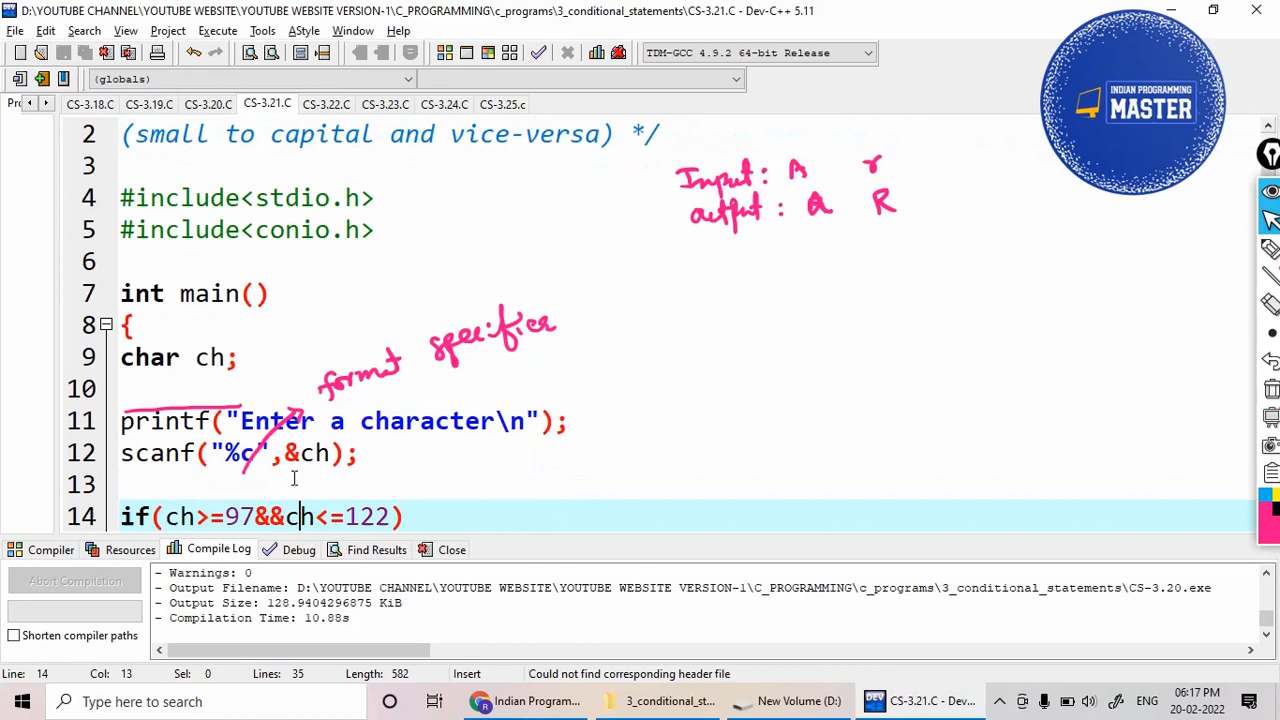 D:\YOUTUBE CHANNEL\YOUTUBE WEBSITE\YOUTUBE WEBSITE VERSION-1\C_PROGRAMMING\c_programs\3_conditional_statements\CS-3.21.C - Dev-C++ 5.11
File Edit Search View Project Execute Tools AStyle Window Help
TDM-GCC 4.9.2 64-bit Release
(globals)
CS-3.18.C CS-3.19.C CS-3.20.C CS-3.21.C CS-3.22.C CS-3.23.C CS-3.24.C CS-3.25.c
INDIAN PROGRAMMING
MASTER
2 (small to capital and vice-versa) */
3
Input: A r
output: a R
4 #include<stdio.h>
5 #include<conio.h>
6
7 int main()
8 {
9 char ch;
format specifier
10
11 printf("Enter a character\n");
12 scanf("%c",&ch);
13
14 if(ch>=97&&ch<=122)
Compiler Resources Compile Log Debug Find Results Close
Abort Compilation
Shorten compiler paths
- Warnings: 0
- Output Filename: D:\YOUTUBE CHANNEL\YOUTUBE WEBSITE\YOUTUBE WEBSITE VERSION-1\C_PROGRAMMING\c_programs\3_conditional_statements\CS-3.20.exe
- Output Size: 128.9404296875 KiB
- Compilation Time: 10.88s
Line: 14 Col: 13 Sel: 0 Lines: 35 Length: 582 Insert Could not find corresponding header file
Type here to search
Indian Program...
3_conditional_st...
New Volume (D:)
CS-3.21.C - Dev...
06:17 PM
20-02-2022